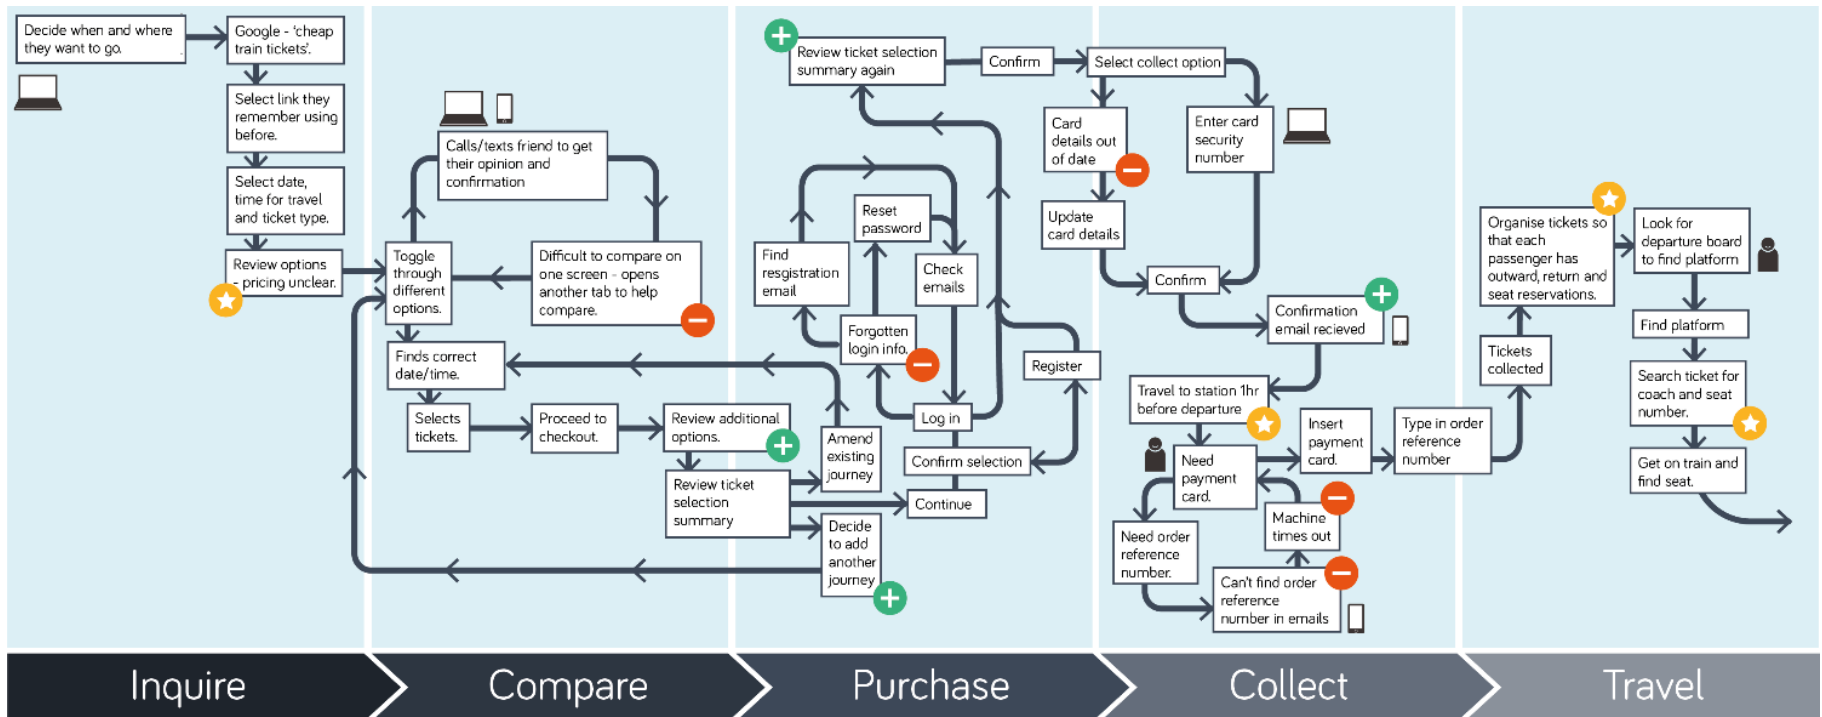 Decide when and where
they want to go.
Google - 'cheap
train tickets'.
Select link they
remember using
before.
Select date,
time for travel
and ticket type.
Review options
- pricing unclear.
Calls/texts friend to get
their opinion and
confirmation
Toggle
through
different
options.
Difficult to compare on
one screen - opens
another tab to help
compare.
Finds correct
date/time.
Selects
tickets.
Proceed to
checkout.
Review additional
options.
Review ticket
selection
summary
Amend
existing
journey
Decide
to add
another
journey
Continue
Confirm selection
Log in
Register
Forgotten
login info.
Find
resgistration
email
Reset
password
Check
emails
Review ticket selection
summary again
Confirm
Select collect option
Card
details out
of date
Update
card details
Enter card
security
number
Confirm
Confirmation
email recieved
Travel to station 1hr
before departure
Need
payment
card.
Need order
reference
number.
Can't find order
reference
number in emails
Machine
times out
Insert
payment
card.
Type in order
reference
number
Tickets
collected
Organise tickets so
that each
passenger has
outward, return and
seat reservations.
Look for
departure board
to find platform
Find platform
Search ticket for
coach and seat
number.
Get on train and
find seat.
Inquire
Compare
Purchase
Collect
Travel